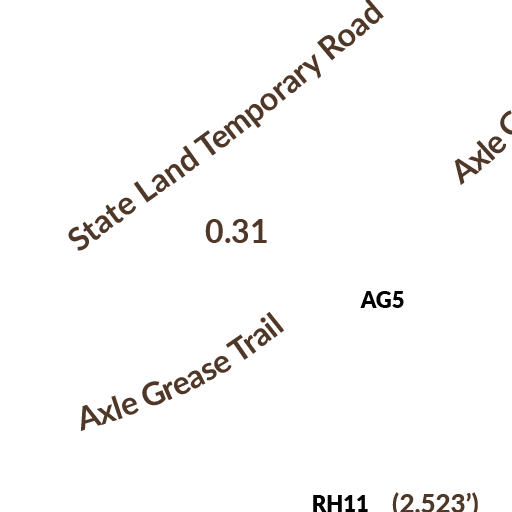 State Land Temporary Road
Axle
0.31
AG5
Axle Grease Trail
RH11 (2,523’)